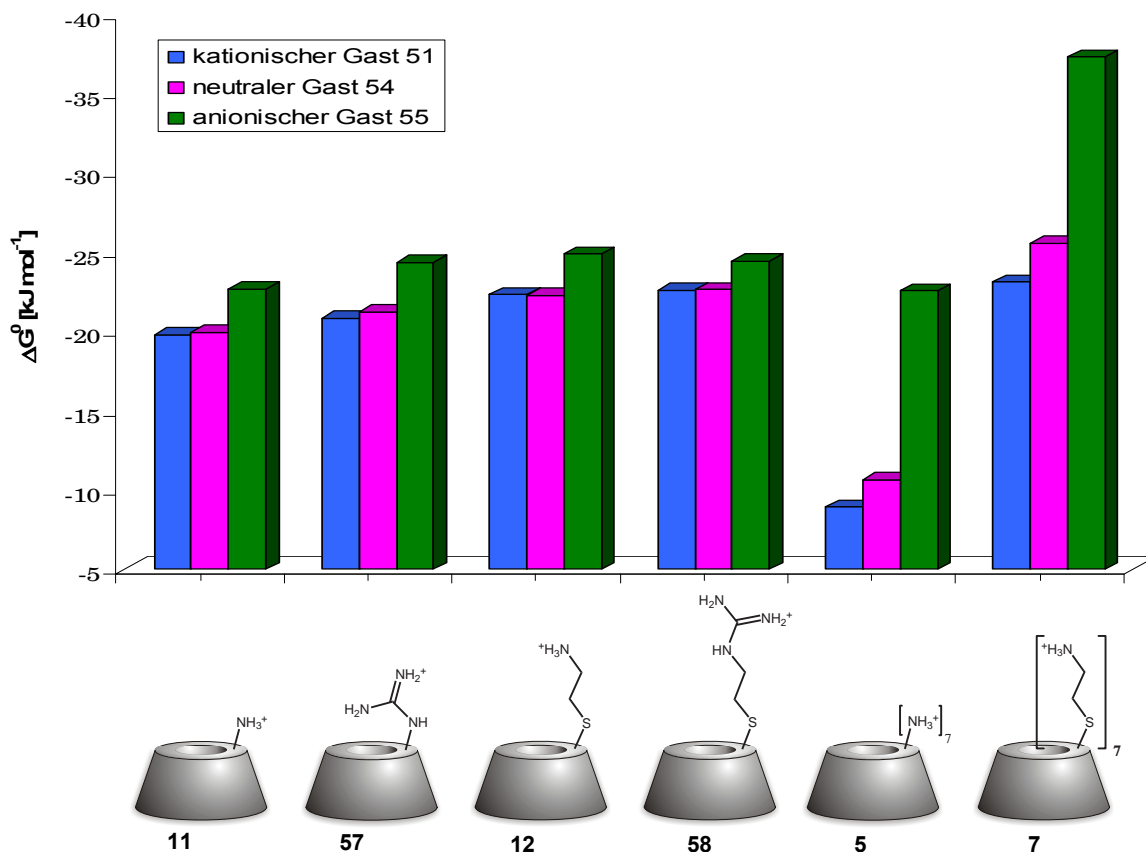 -40
-35
-30
-25
-20
-15
-10
-5
ΔG⁰ [kJ mol⁻¹]
kationischer Gast 51
neutraler Gast 54
anionischer Gast 55
NH₃⁺
NH₂⁺
H₂N
NH
⁺H₃N
S
H₂N
NH₂⁺
HN
S
[NH₃⁺]₇
⁺H₃N
S
7
11 57 12 58 5 7